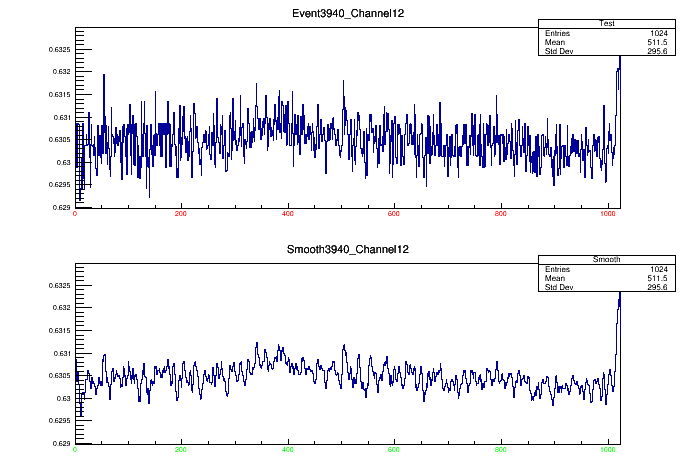 Event3940_Channel12
Test
Entries 1024
Mean 511.5
Std Dev 295.6
0.6325
0.632
0.6315
0.631
0.6305
0.63
0.6295
0.629
0 200 400 600 800 1000
Smooth3940_Channel12
Smooth
Entries 1024
Mean 511.5
Std Dev 295.6
0.6325
0.632
0.6315
0.631
0.6305
0.63
0.6295
0.629
0 200 400 600 800 1000